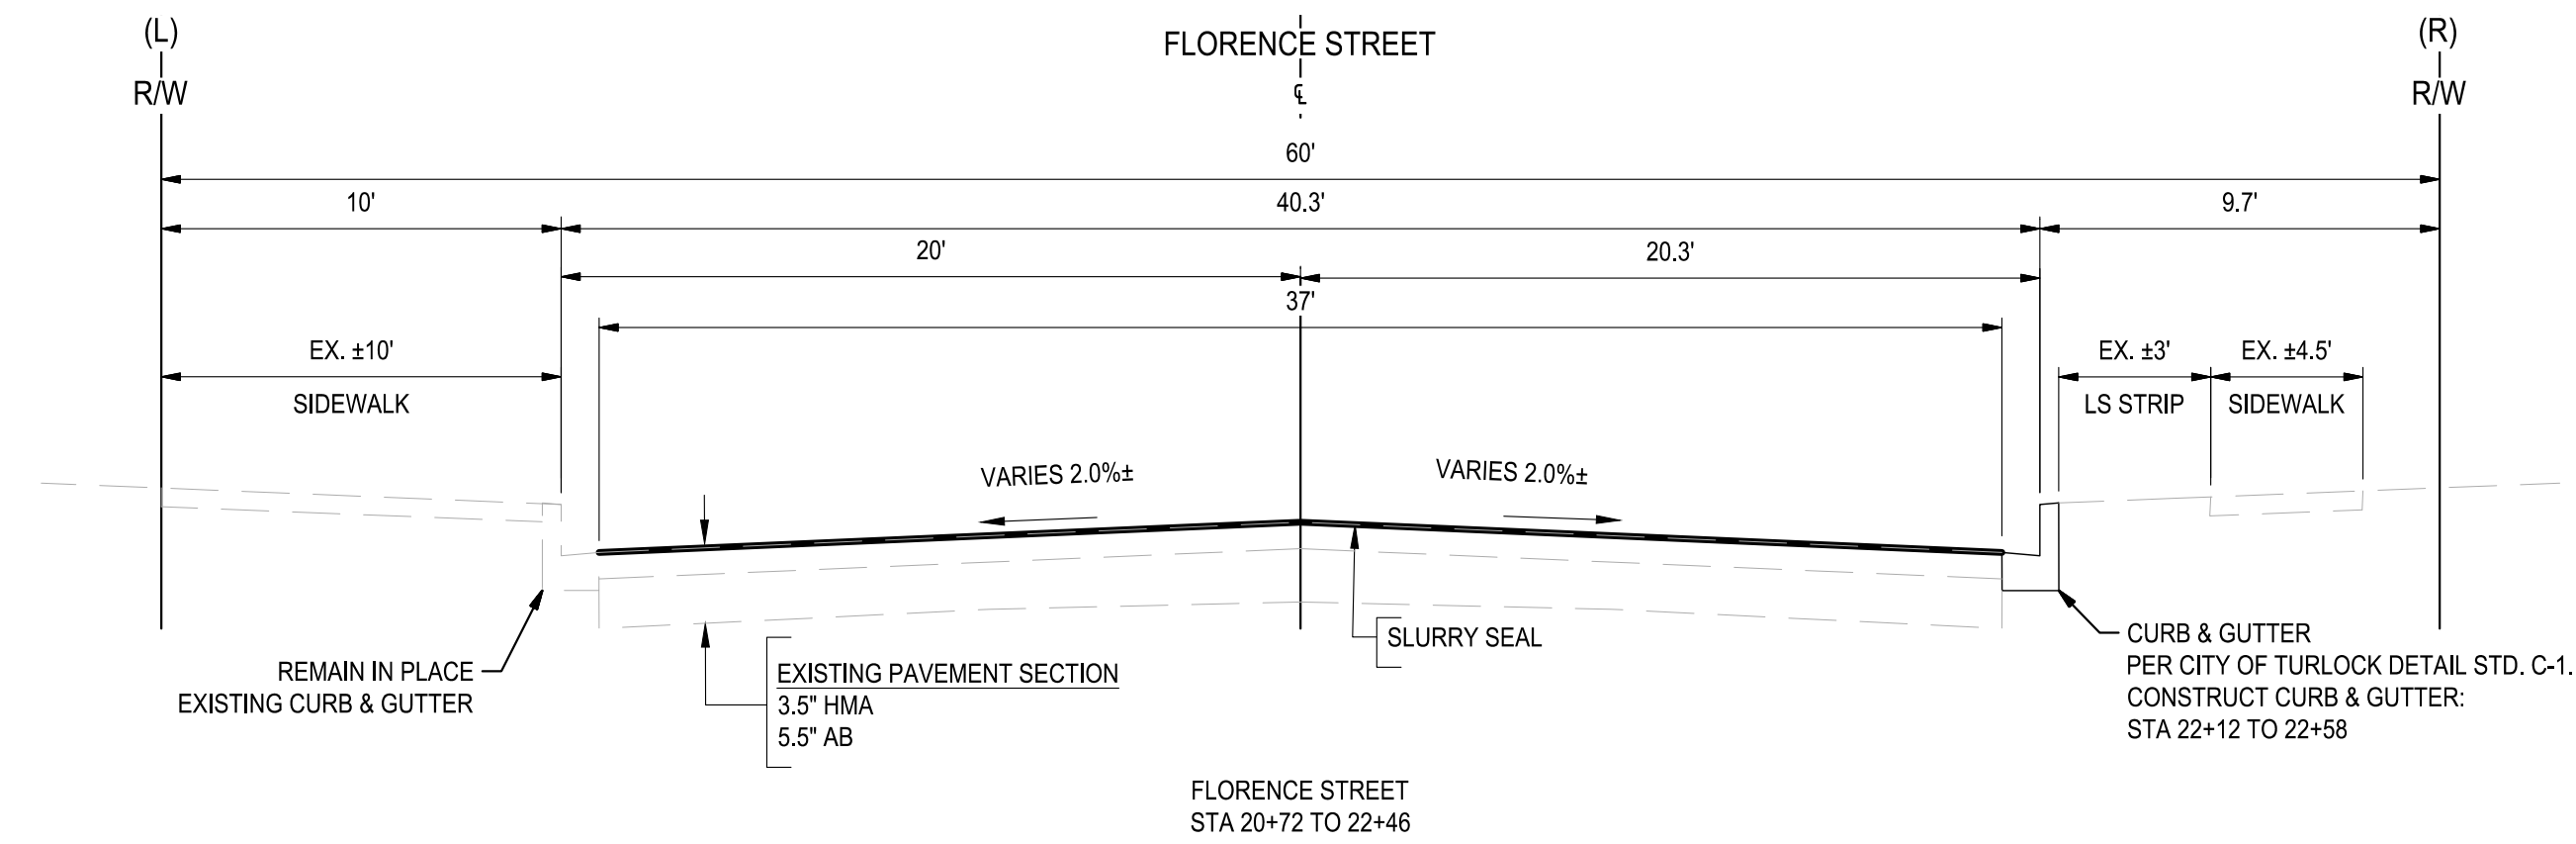 (L)
FLORENCE STREET
(R)
R/W
℄
R/W
60'
10'
40.3'
9.7'
20'
20.3'
37'
EX. ±10'
SIDEWALK
EX. ±3'
LS STRIP
EX. ±4.5'
SIDEWALK
VARIES 2.0%±
VARIES 2.0%±
REMAIN IN PLACE
EXISTING CURB & GUTTER
EXISTING PAVEMENT SECTION
3.5" HMA
5.5" AB
SLURRY SEAL
CURB & GUTTER
PER CITY OF TURLOCK DETAIL STD. C-1.
CONSTRUCT CURB & GUTTER:
STA 22+12 TO 22+58
FLORENCE STREET
STA 20+72 TO 22+46